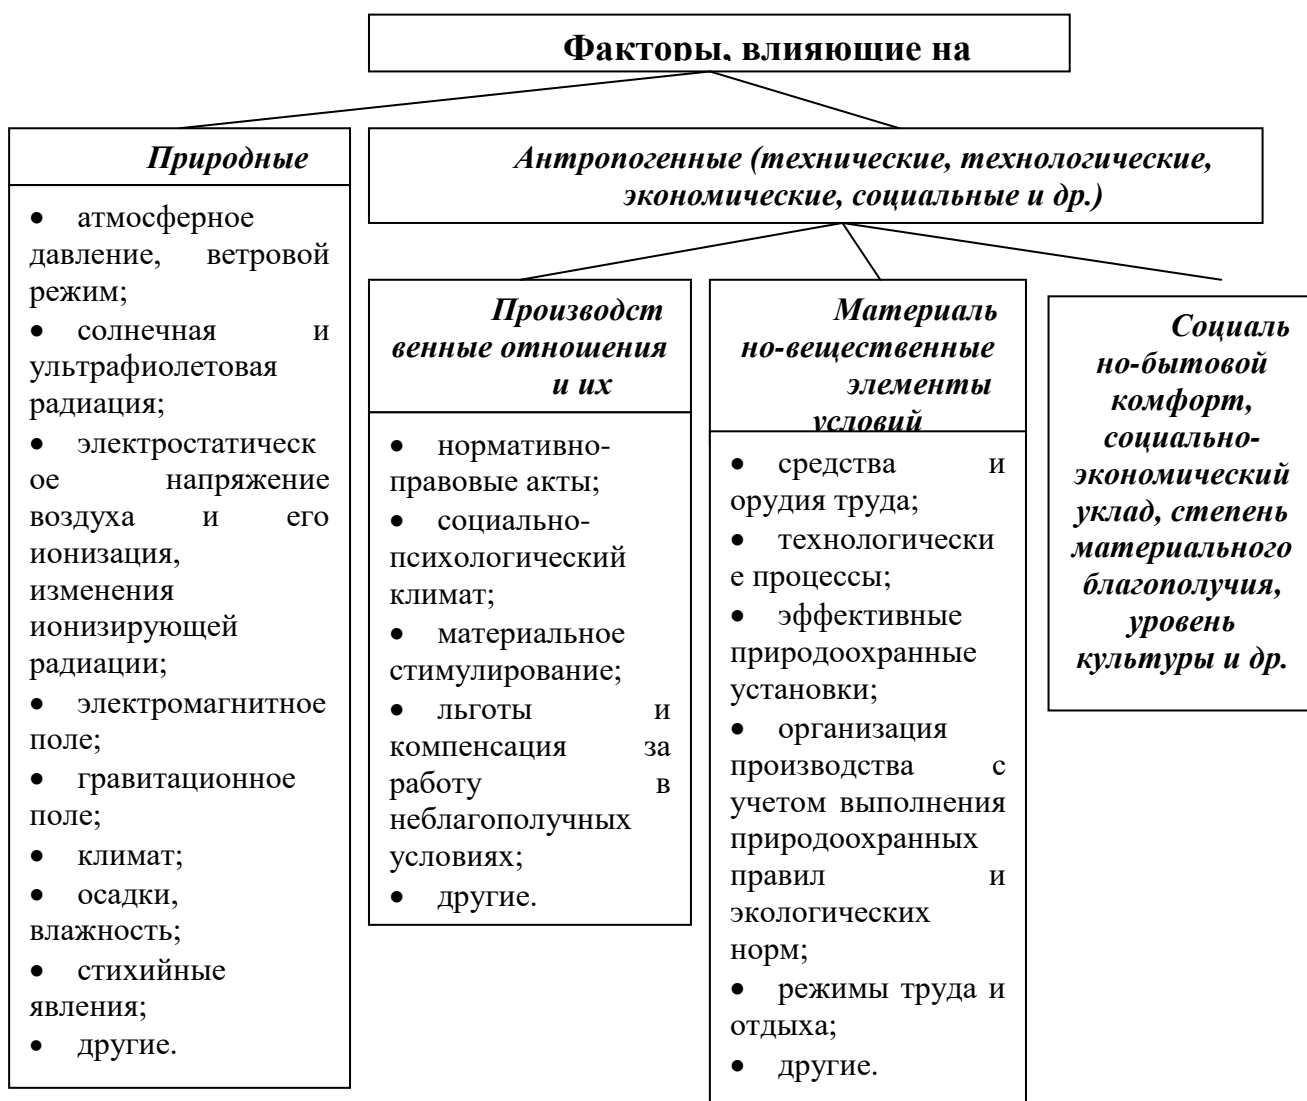 Факторы, влияющие на
Природные
• атмосферное
давление, ветровой
режим;
• солнечная и
ультрафиолетовая
радиация;
• электростатическ
ое напряжение
воздуха и его
ионизация,
изменения
ионизирующей
радиации;
• электромагнитное
поле;
• гравитационное
поле;
• климат;
• осадки,
влажность;
• стихийные
явления;
• другие.
Антропогенные (технические, технологические,
экономические, социальные и др.)
Производст
венные отношения
и их
• нормативно-
правовые акты;
• социально-
психологический
климат;
• материальное
стимулирование;
• льготы и
компенсация за
работу в
неблагополучных
условиях;
• другие.
Материаль
но-вещественные
элементы
условий
• средства и
орудия труда;
• технологически
е процессы;
• эффективные
природоохранные
установки;
• организация
производства с
учетом выполнения
природоохранных
правил и
экологических
норм;
• режимы труда и
отдыха;
• другие.
Социаль
но-бытовой
комфорт,
социально-
экономический
уклад, степень
материального
благополучия,
уровень
культуры и др.